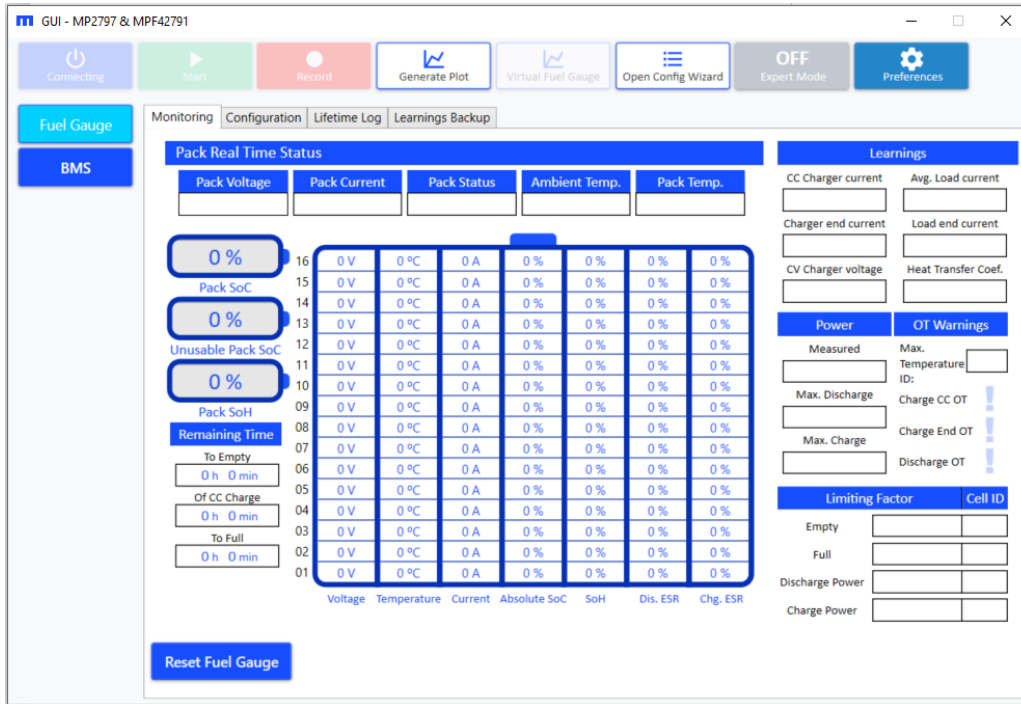 GUI - MP2797 & MPF42791
Connecting Start Record Generate Plot Virtual Fuel Gauge Open Config Wizard OFF Expert Mode Preferences
Fuel Gauge
BMS
Monitoring Configuration Lifetime Log Learnings Backup
Pack Real Time Status
Pack Voltage Pack Current Pack Status Ambient Temp. Pack Temp.
0 %
Pack SoC
0 %
Unusable Pack SoC
0 %
Pack SoH
Remaining Time
To Empty
0 h 0 min
Of CC Charge
0 h 0 min
To Full
0 h 0 min
16 0 V 0 ºC 0 A 0 % 0 % 0 % 0 %
15 0 V 0 ºC 0 A 0 % 0 % 0 % 0 %
14 0 V 0 ºC 0 A 0 % 0 % 0 % 0 %
13 0 V 0 ºC 0 A 0 % 0 % 0 % 0 %
12 0 V 0 ºC 0 A 0 % 0 % 0 % 0 %
11 0 V 0 ºC 0 A 0 % 0 % 0 % 0 %
10 0 V 0 ºC 0 A 0 % 0 % 0 % 0 %
09 0 V 0 ºC 0 A 0 % 0 % 0 % 0 %
08 0 V 0 ºC 0 A 0 % 0 % 0 % 0 %
07 0 V 0 ºC 0 A 0 % 0 % 0 % 0 %
06 0 V 0 ºC 0 A 0 % 0 % 0 % 0 %
05 0 V 0 ºC 0 A 0 % 0 % 0 % 0 %
04 0 V 0 ºC 0 A 0 % 0 % 0 % 0 %
03 0 V 0 ºC 0 A 0 % 0 % 0 % 0 %
02 0 V 0 ºC 0 A 0 % 0 % 0 % 0 %
01 0 V 0 ºC 0 A 0 % 0 % 0 % 0 %
Voltage Temperature Current Absolute SoC SoH Dis. ESR Chg. ESR
Reset Fuel Gauge
Learnings
CC Charger current Avg. Load current
Charger end current Load end current
CV Charger voltage Heat Transfer Coef.
Power
Measured
Max. Discharge
Max. Charge
OT Warnings
Max.
Temperature
ID:
Charge CC OT
Charge End OT
Discharge OT
Limiting Factor Cell ID
Empty
Full
Discharge Power
Charge Power